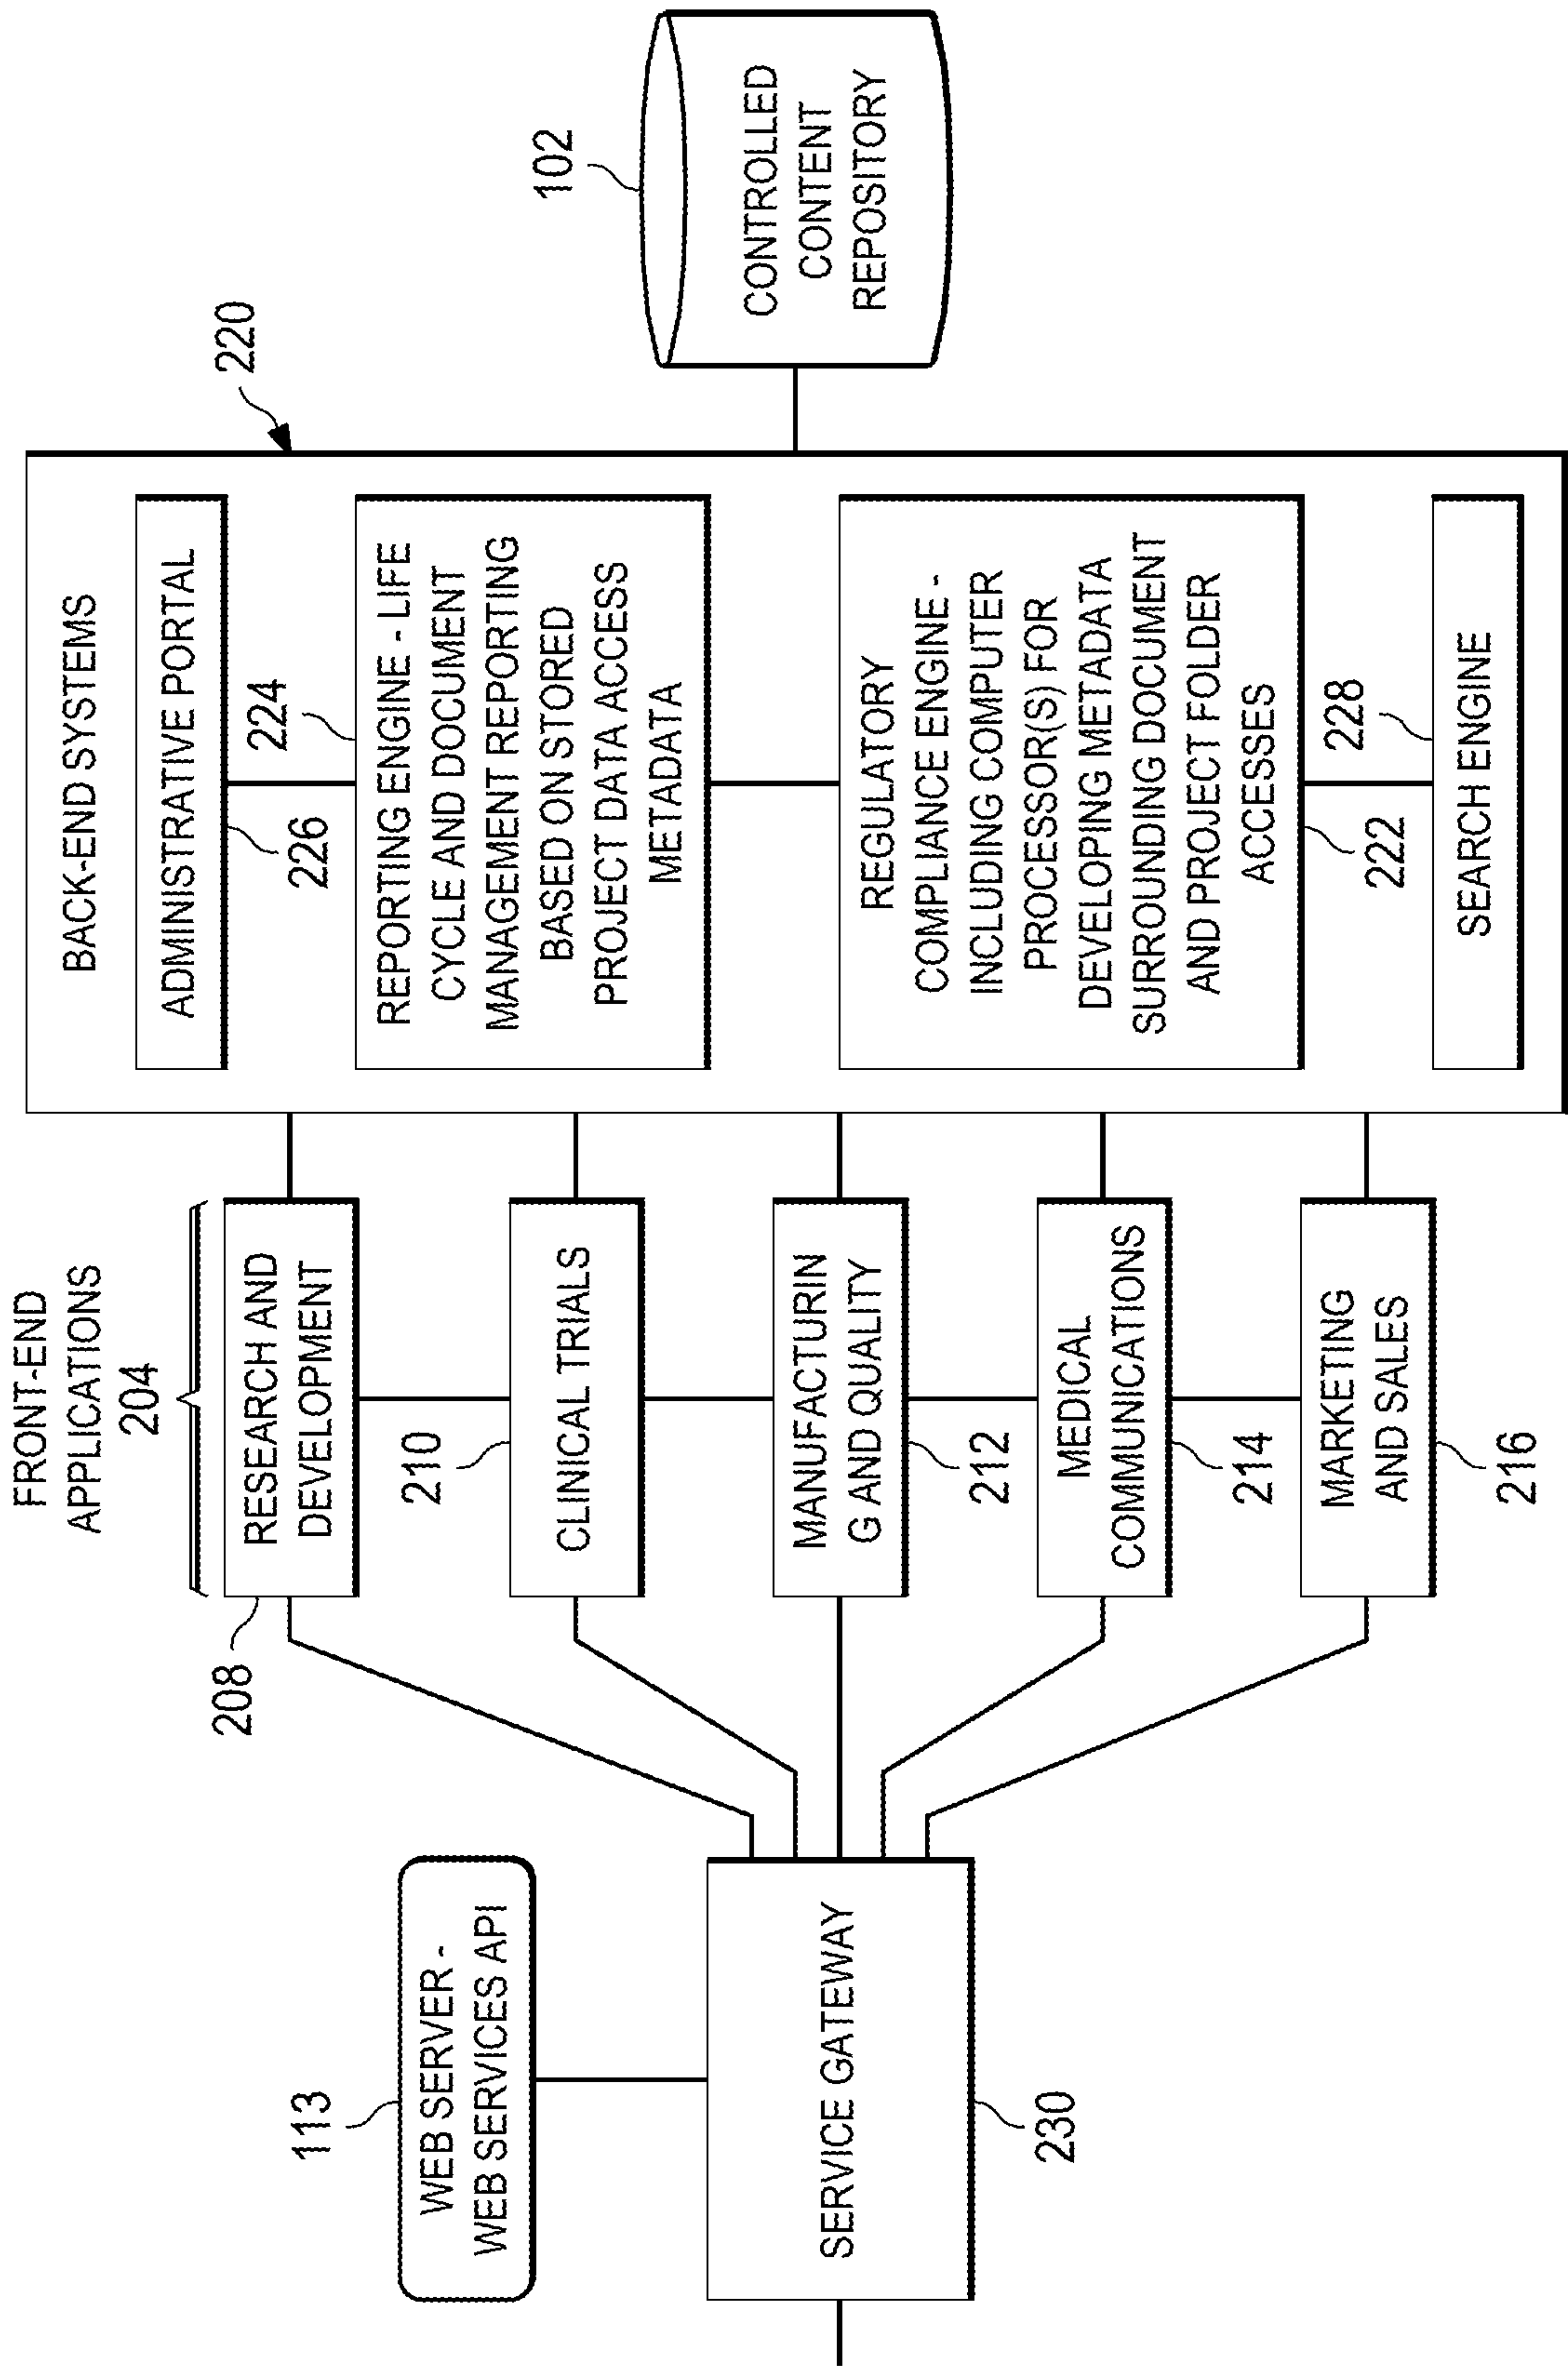 113
WEB SERVER -
WEB SERVICES API
SERVICE GATEWAY
230
FRONT-END
APPLICATIONS
204
208
RESEARCH AND
DEVELOPMENT
210
CLINICAL TRIALS
MANUFACTURIN
G AND QUALITY
212
MEDICAL
COMMUNICATIONS
214
MARKETING
AND SALES
216
BACK-END SYSTEMS
220
ADMINISTRATIVE PORTAL
226
224
REPORTING ENGINE - LIFE
CYCLE AND DOCUMENT
MANAGEMENT REPORTING
BASED ON STORED
PROJECT DATA ACCESS
METADATA
REGULATORY
COMPLIANCE ENGINE -
INCLUDING COMPUTER
PROCESSOR(S) FOR
DEVELOPING METADATA
SURROUNDING DOCUMENT
AND PROJECT FOLDER
ACCESSES
222
228
SEARCH ENGINE
102
CONTROLLED
CONTENT
REPOSITORY